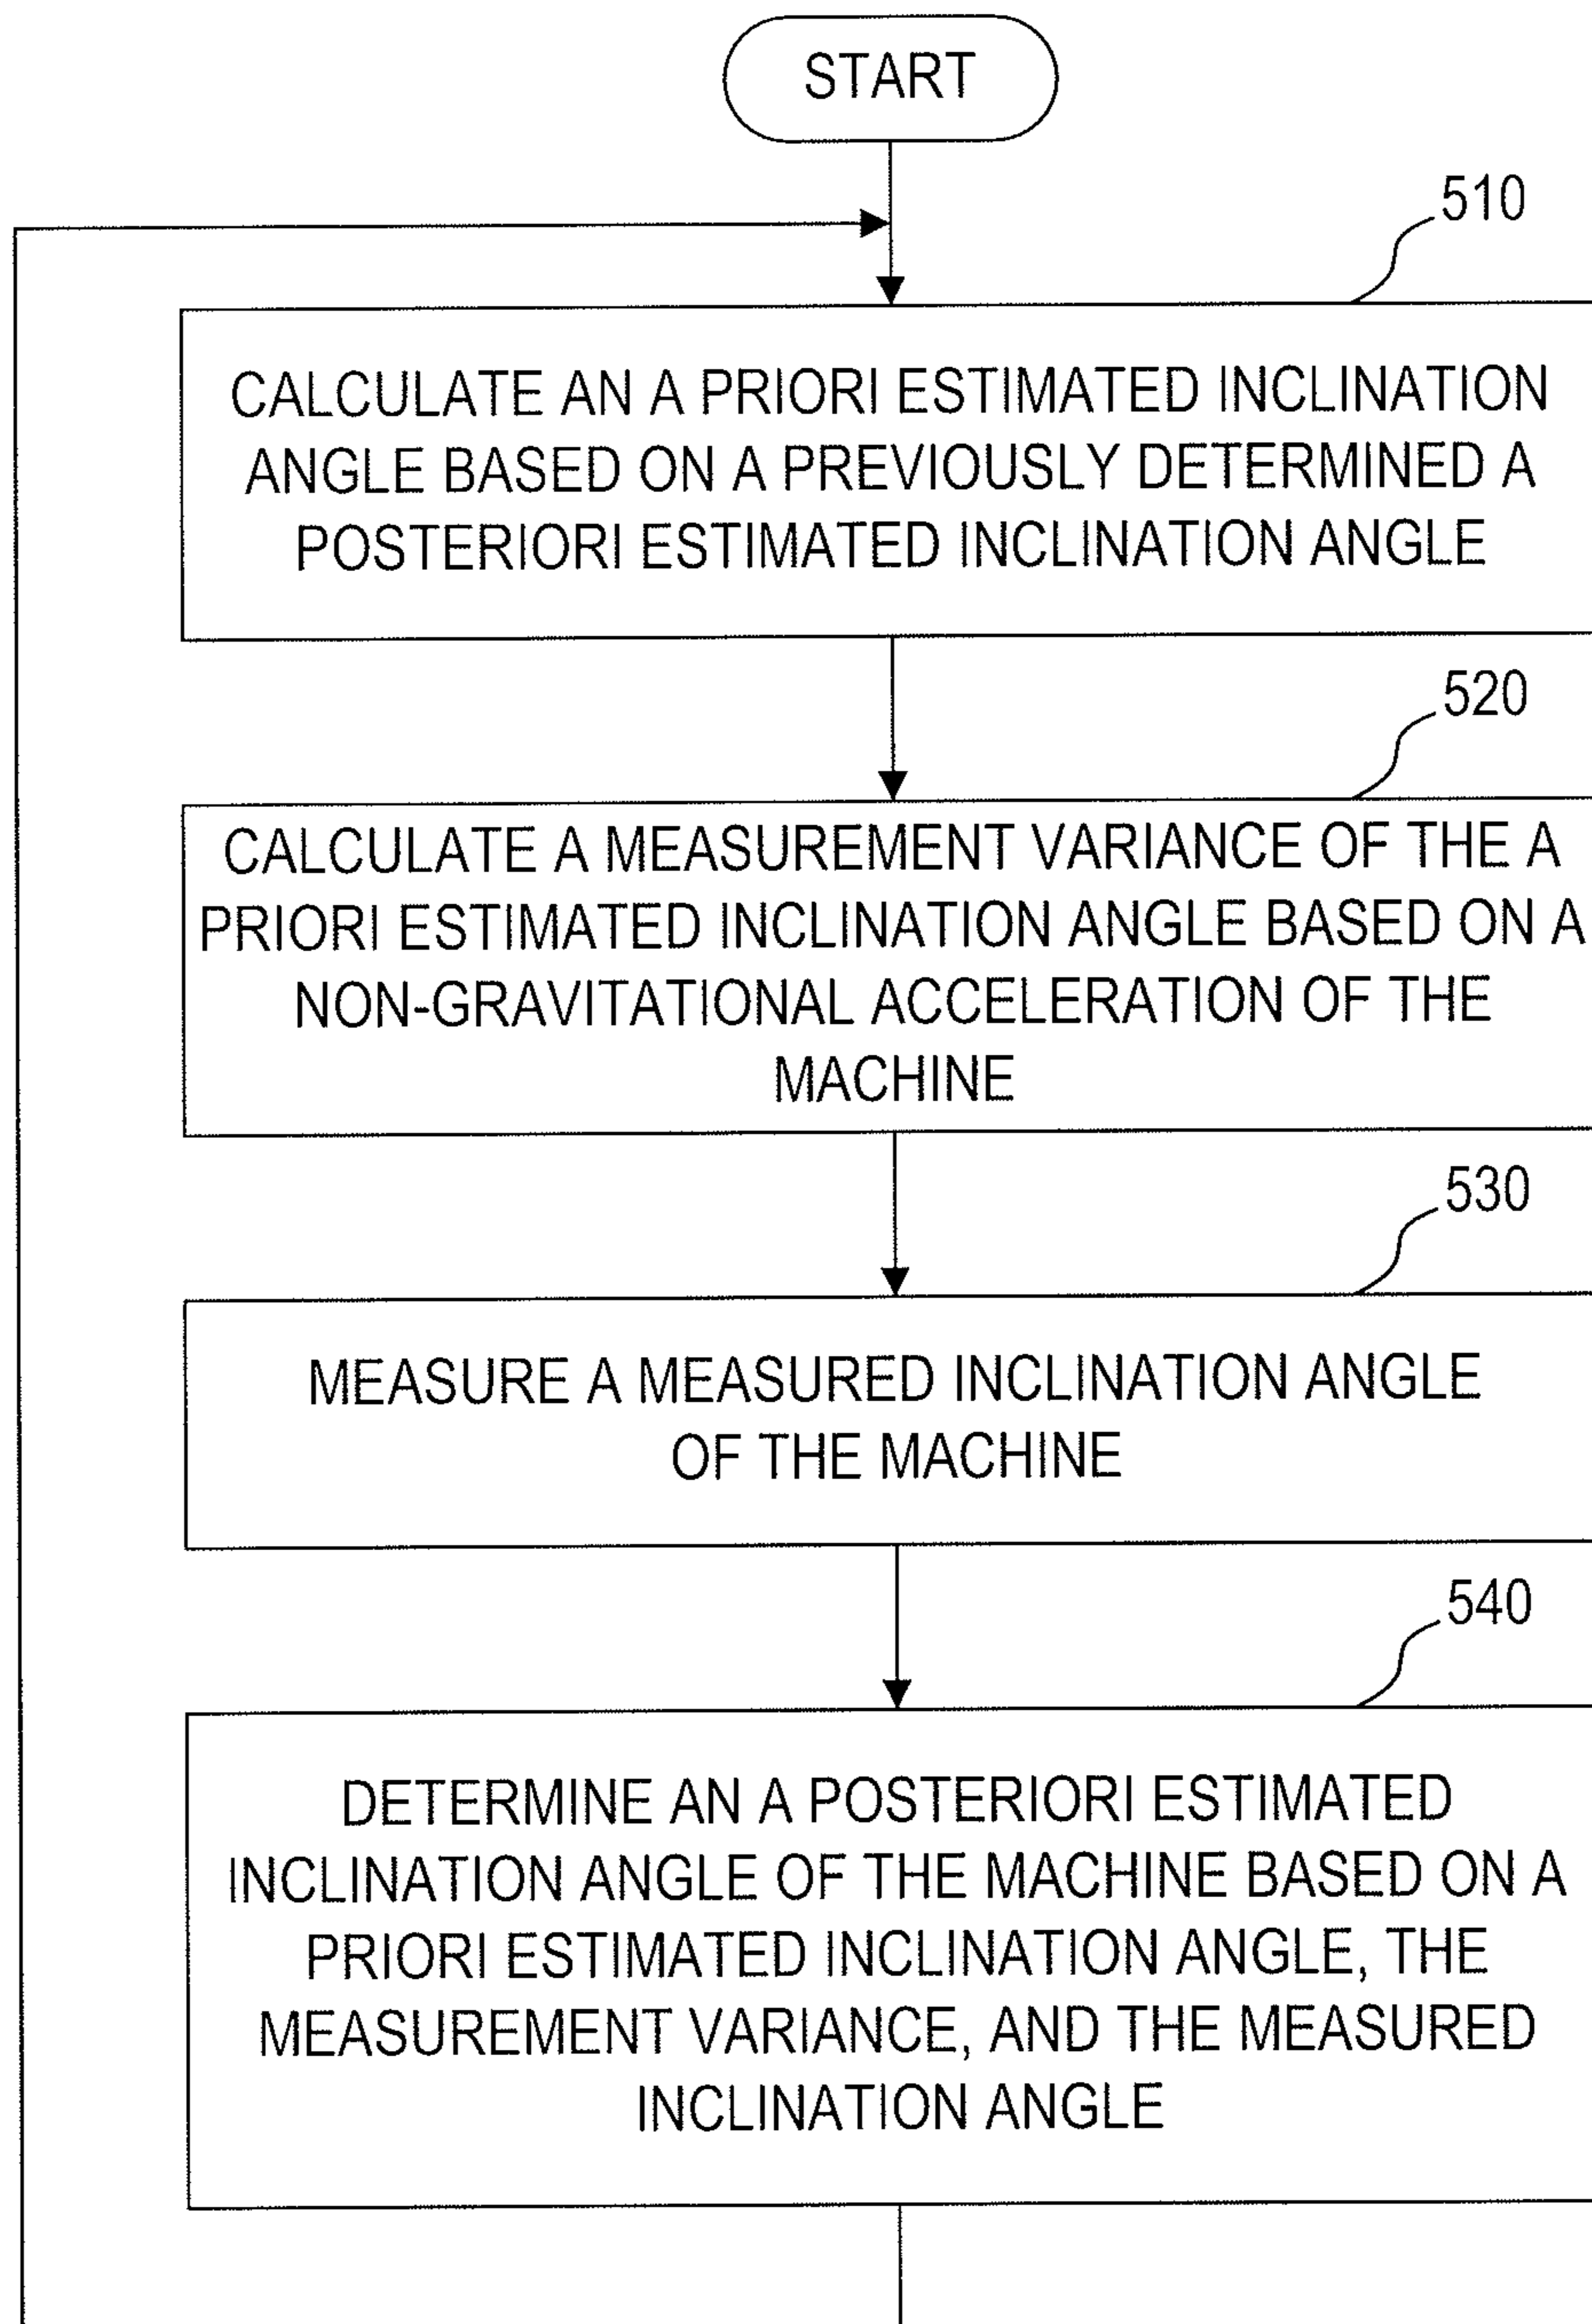 START
510
CALCULATE AN A PRIORI ESTIMATED INCLINATION
ANGLE BASED ON A PREVIOUSLY DETERMINED A
POSTERIORI ESTIMATED INCLINATION ANGLE
520
CALCULATE A MEASUREMENT VARIANCE OF THE A
PRIORI ESTIMATED INCLINATION ANGLE BASED ON A
NON-GRAVITATIONAL ACCELERATION OF THE
MACHINE
530
MEASURE A MEASURED INCLINATION ANGLE
OF THE MACHINE
540
DETERMINE AN A POSTERIORI ESTIMATED
INCLINATION ANGLE OF THE MACHINE BASED ON A
PRIORI ESTIMATED INCLINATION ANGLE, THE
MEASUREMENT VARIANCE, AND THE MEASURED
INCLINATION ANGLE